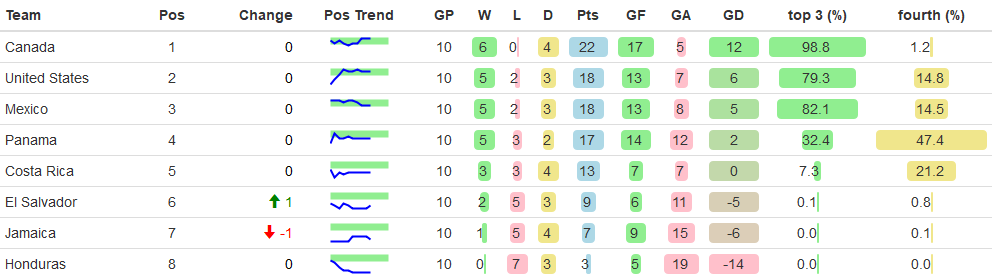 Team Pos Change Pos Trend GP W L D Pts GF GA GD top 3 (%) fourth (%)
Canada 1 0 10 6 0 4 22 17 5 12 98.8 1.2
United States 2 0 10 5 2 3 18 13 7 6 79.3 14.8
Mexico 3 0 10 5 2 3 18 13 8 5 82.1 14.5
Panama 4 0 10 5 3 2 17 14 12 2 32.4 47.4
Costa Rica 5 0 10 3 3 4 13 7 7 0 7.3 21.2
El Salvador 6 1 10 2 5 3 9 6 11 -5 0.1 0.8
Jamaica 7 -1 10 1 5 4 7 9 15 -6 0.0 0.1
Honduras 8 0 10 0 7 3 3 5 19 -14 0.0 0.0